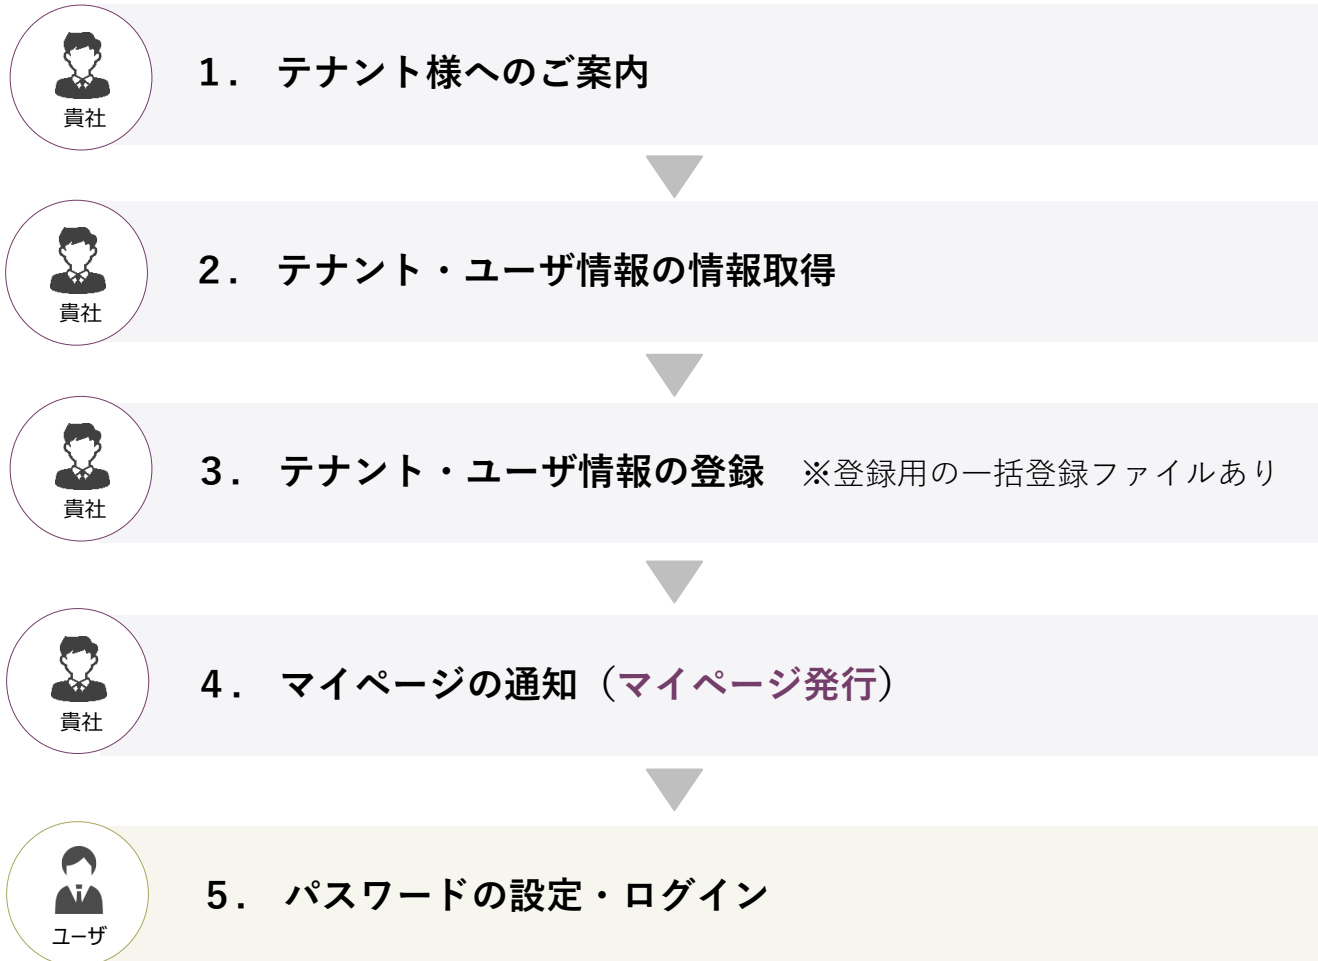 1. テナント様へのご案内
貴社
2. テナント・ユーザ情報の情報取得
貴社
3. テナント・ユーザ情報の登録 ※登録用の一括登録ファイルあり
貴社
4. マイページの通知（マイページ発行）
貴社
5. パスワードの設定・ログイン
ユーザ